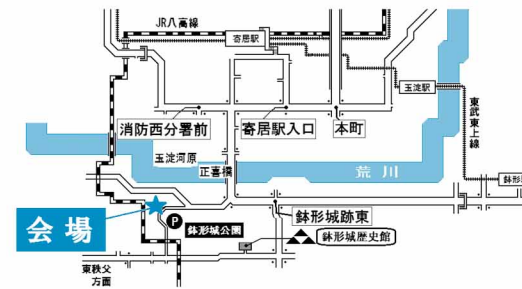 JR八高線
寄居駅
玉淀駅
東武東上線
消防西分署前
寄居駅入口
本町
玉淀河原
正喜橋
荒川
鉢形
会場
P
鉢形城公園
鉢形城跡東
鉢形城歴史館
東秩父
方面